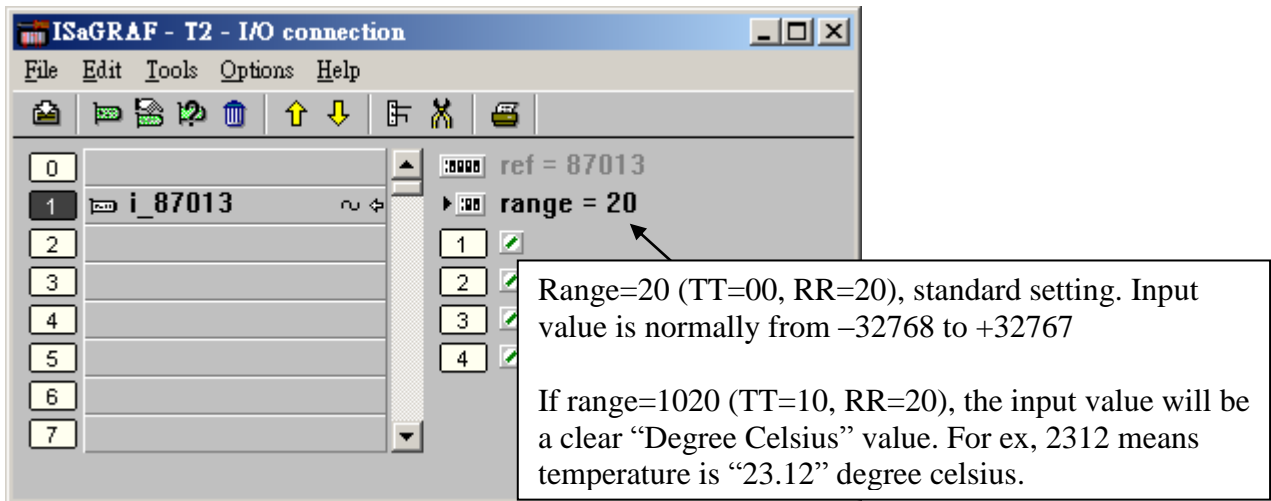 ISaGRAF - T2 - I/O connection
File Edit Tools Options Help
0
1 i_87013
2
3
4
5
6
7
ref = 87013
range = 20
1
2
3
4
Range=20 (TT=00, RR=20), standard setting. Input
value is normally from –32768 to +32767
If range=1020 (TT=10, RR=20), the input value will be
a clear “Degree Celsius” value. For ex, 2312 means
temperature is “23.12” degree celsius.